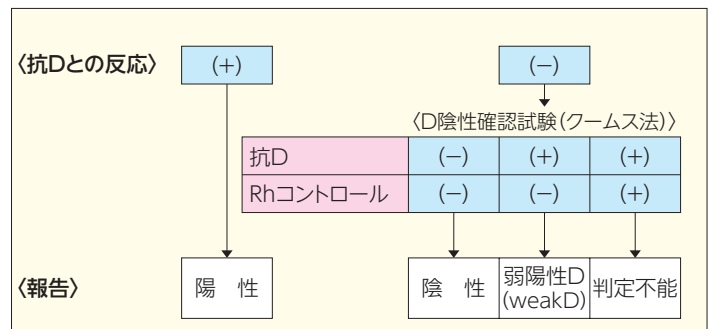 〈抗Dとの反応〉 (+) (−)
〈D陰性確認試験(クームス法)〉
抗D (−) (+) (+)
Rhコントロール (−) (−) (+)
〈報告〉 陽 性 陰 性 弱陽性D (weakD) 判定不能